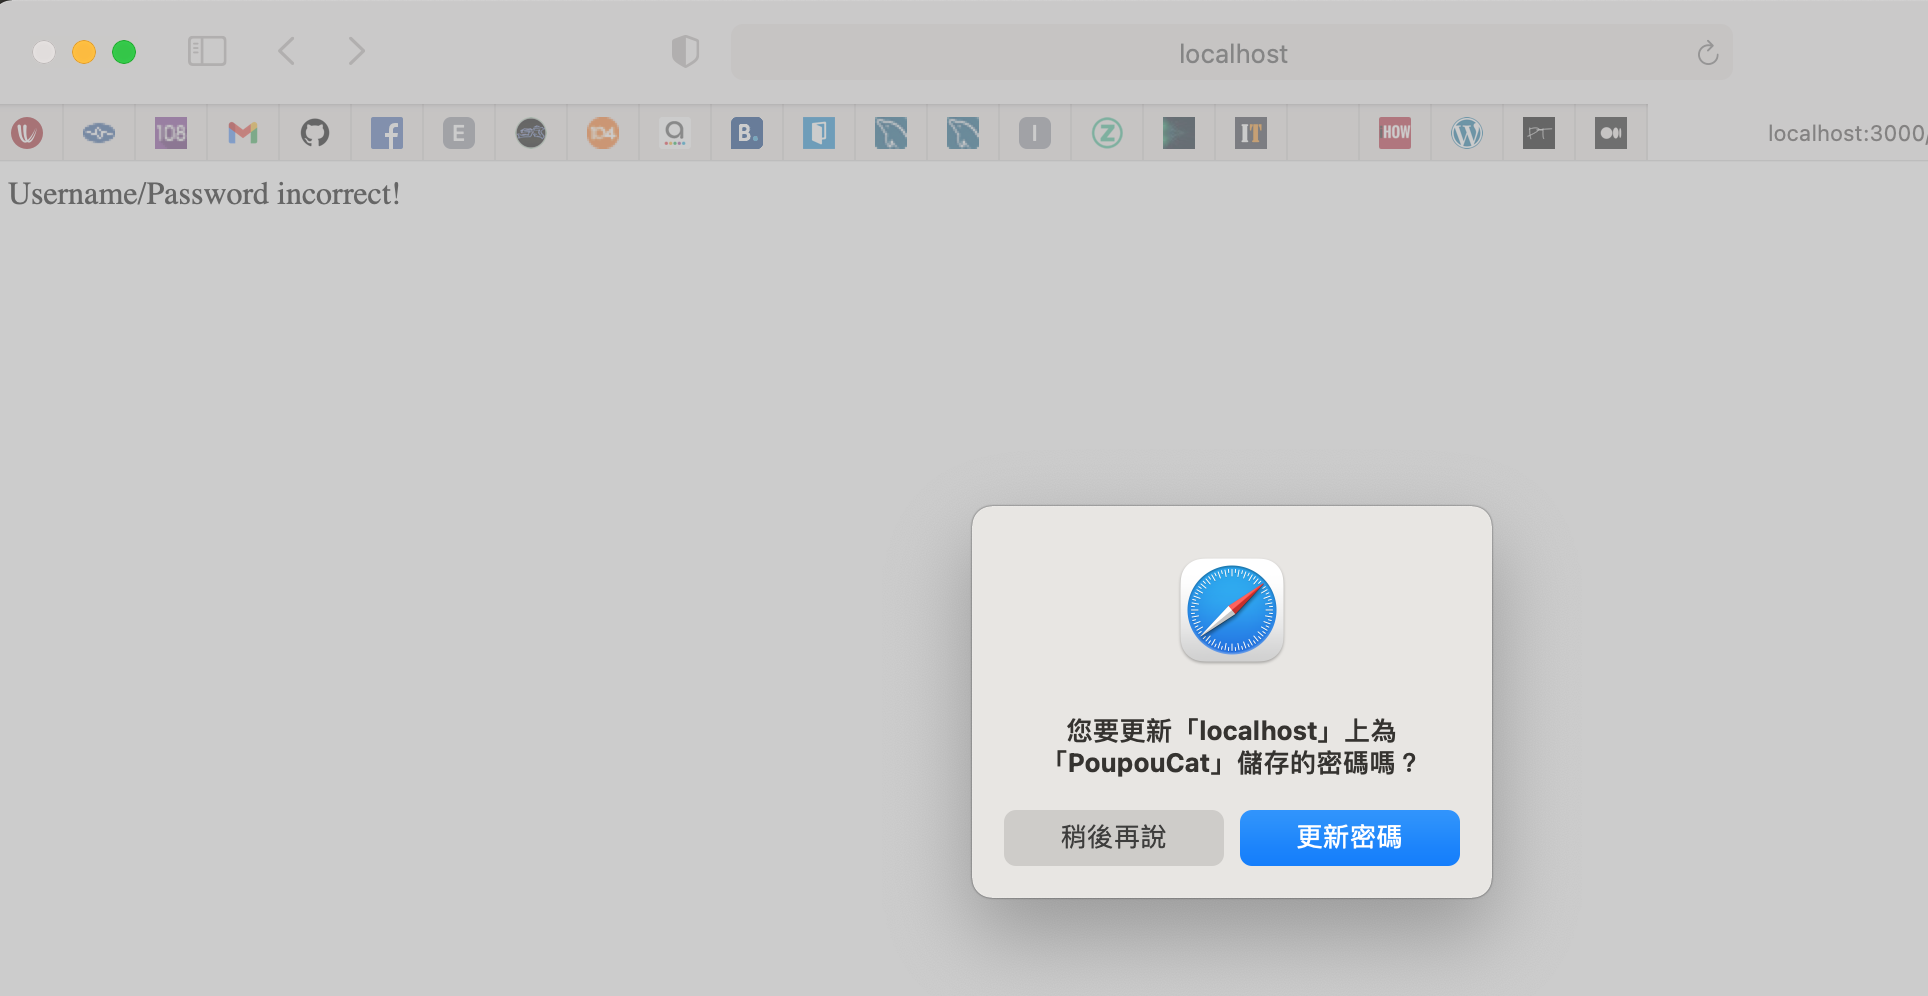 localhost
108
E
104
a
B.
I
Z
IT
HOW
localhost:3000/
Username/Password incorrect!
您要更新「localhost」上為
「PoupouCat」儲存的密碼嗎？
稍後再說
更新密碼